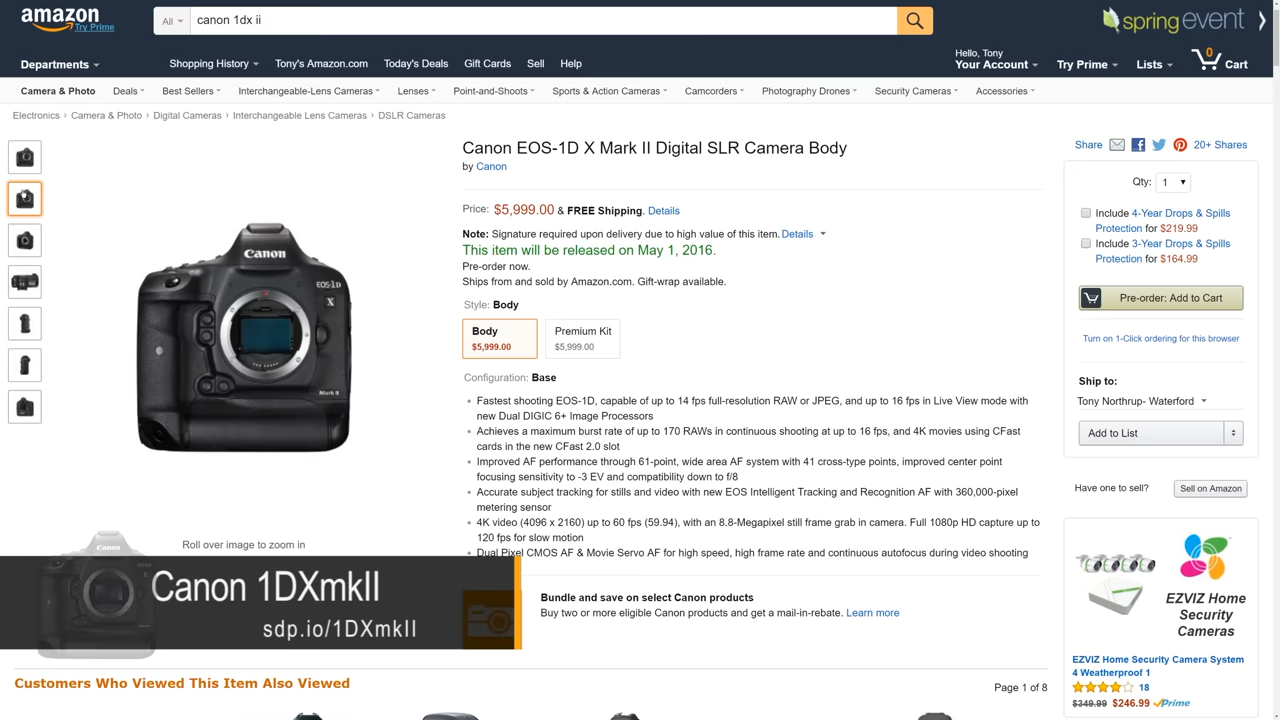 amazon
Try Prime
All
canon 1dx ii
spring event
Departments
Shopping History
Tony's Amazon.com
Today's Deals
Gift Cards
Sell
Help
Hello, Tony
Your Account
Try Prime
Lists
0
Cart
Camera & Photo
Deals
Best Sellers
Interchangeable-Lens Cameras
Lenses
Point-and-Shoots
Sports & Action Cameras
Camcorders
Photography Drones
Security Cameras
Accessories
Electronics › Camera & Photo › Digital Cameras › Interchangeable Lens Cameras › DSLR Cameras
Canon EOS-1D X Mark II Digital SLR Camera Body
by Canon
Price: $5,999.00 & FREE Shipping. Details
Note: Signature required upon delivery due to high value of this item. Details
This item will be released on May 1, 2016.
Pre-order now.
Ships from and sold by Amazon.com. Gift-wrap available.
Style: Body
Body
$5,999.00
Premium Kit
$5,999.00
Configuration: Base
Fastest shooting EOS-1D, capable of up to 14 fps full-resolution RAW or JPEG, and up to 16 fps in Live View mode with
new Dual DIGIC 6+ Image Processors
Achieves a maximum burst rate of up to 170 RAWs in continuous shooting at up to 16 fps, and 4K movies using CFast
cards in the new CFast 2.0 slot
Improved AF performance through 61-point, wide area AF system with 41 cross-type points, improved center point
focusing sensitivity to -3 EV and compatibility down to f/8
Accurate subject tracking for stills and video with new EOS Intelligent Tracking and Recognition AF with 360,000-pixel
metering sensor
4K video (4096 x 2160) up to 60 fps (59.94), with an 8.8-Megapixel still frame grab in camera. Full 1080p HD capture up to
120 fps for slow motion
Dual Pixel CMOS AF & Movie Servo AF for high speed, high frame rate and continuous autofocus during video shooting
Canon
EOS-1D
X
Mark II
Roll over image to zoom in
Canon
Canon 1DXmkII
sdp.io/1DXmkII
Bundle and save on select Canon products
Buy two or more eligible Canon products and get a mail-in-rebate. Learn more
Customers Who Viewed This Item Also Viewed
Page 1 of 8
Share
20+ Shares
Qty: 1
Include 4-Year Drops & Spills
Protection for $219.99
Include 3-Year Drops & Spills
Protection for $164.99
Pre-order: Add to Cart
Turn on 1-Click ordering for this browser
Ship to:
Tony Northrup- Waterford
Add to List
Have one to sell?
Sell on Amazon
EZVIZ
EZVIZ Home
Security
Cameras
EZVIZ Home Security Camera System
4 Weatherproof 1
18
$349.99 $246.99 Prime